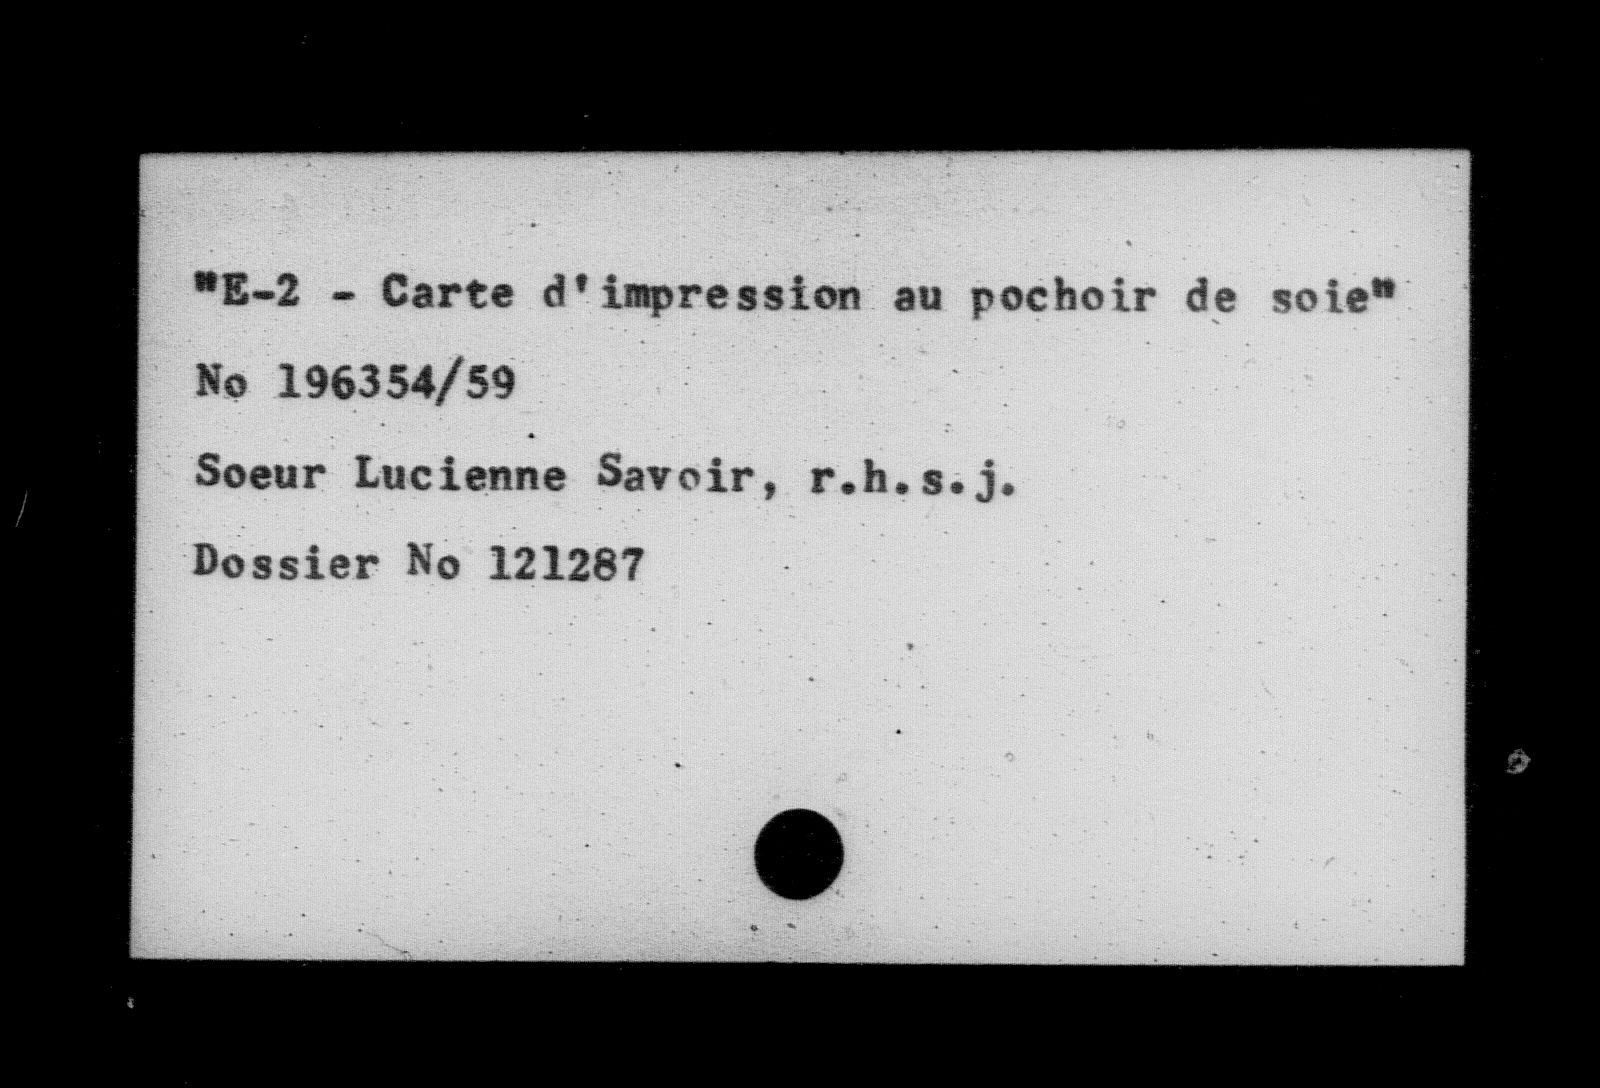 "E-2 - Carte d'impression au pochoir de soie"
No 196354/59
Soeur Lucienne Savoir, r.h.s.j.
Dossier No 121287